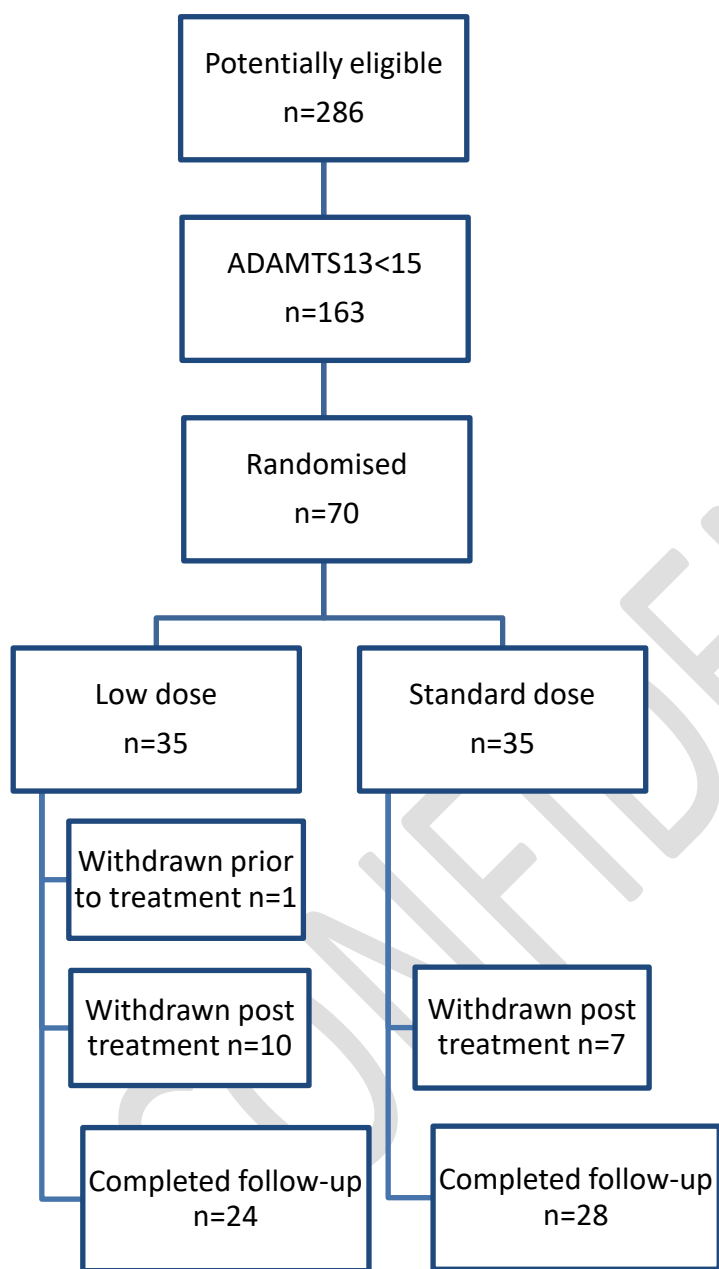 Potentially eligible
n=286
ADAMTS13<15
n=163
Randomised
n=70
Low dose
n=35
Standard dose
n=35
Withdrawn prior
to treatment n=1
Withdrawn post
treatment n=10
Withdrawn post
treatment n=7
Completed follow-up
n=24
Completed follow-up
n=28